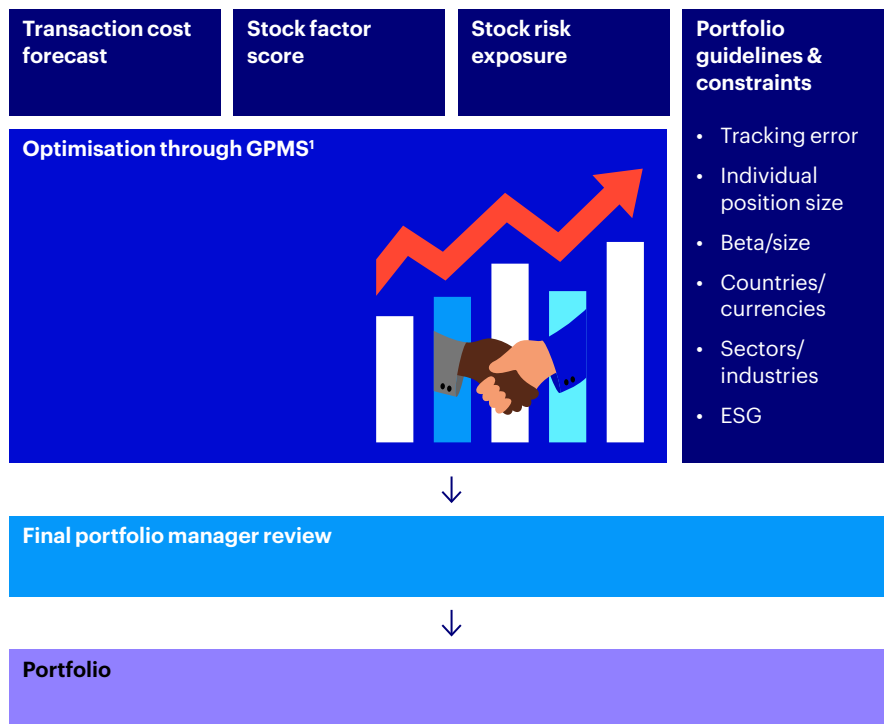 Transaction cost
forecast
Stock factor
score
Stock risk
exposure
Portfolio
guidelines &
constraints
• Tracking error
• Individual
position size
• Beta/size
• Countries/
currencies
• Sectors/
industries
• ESG
Optimisation through GPMS¹
Final portfolio manager review
Portfolio